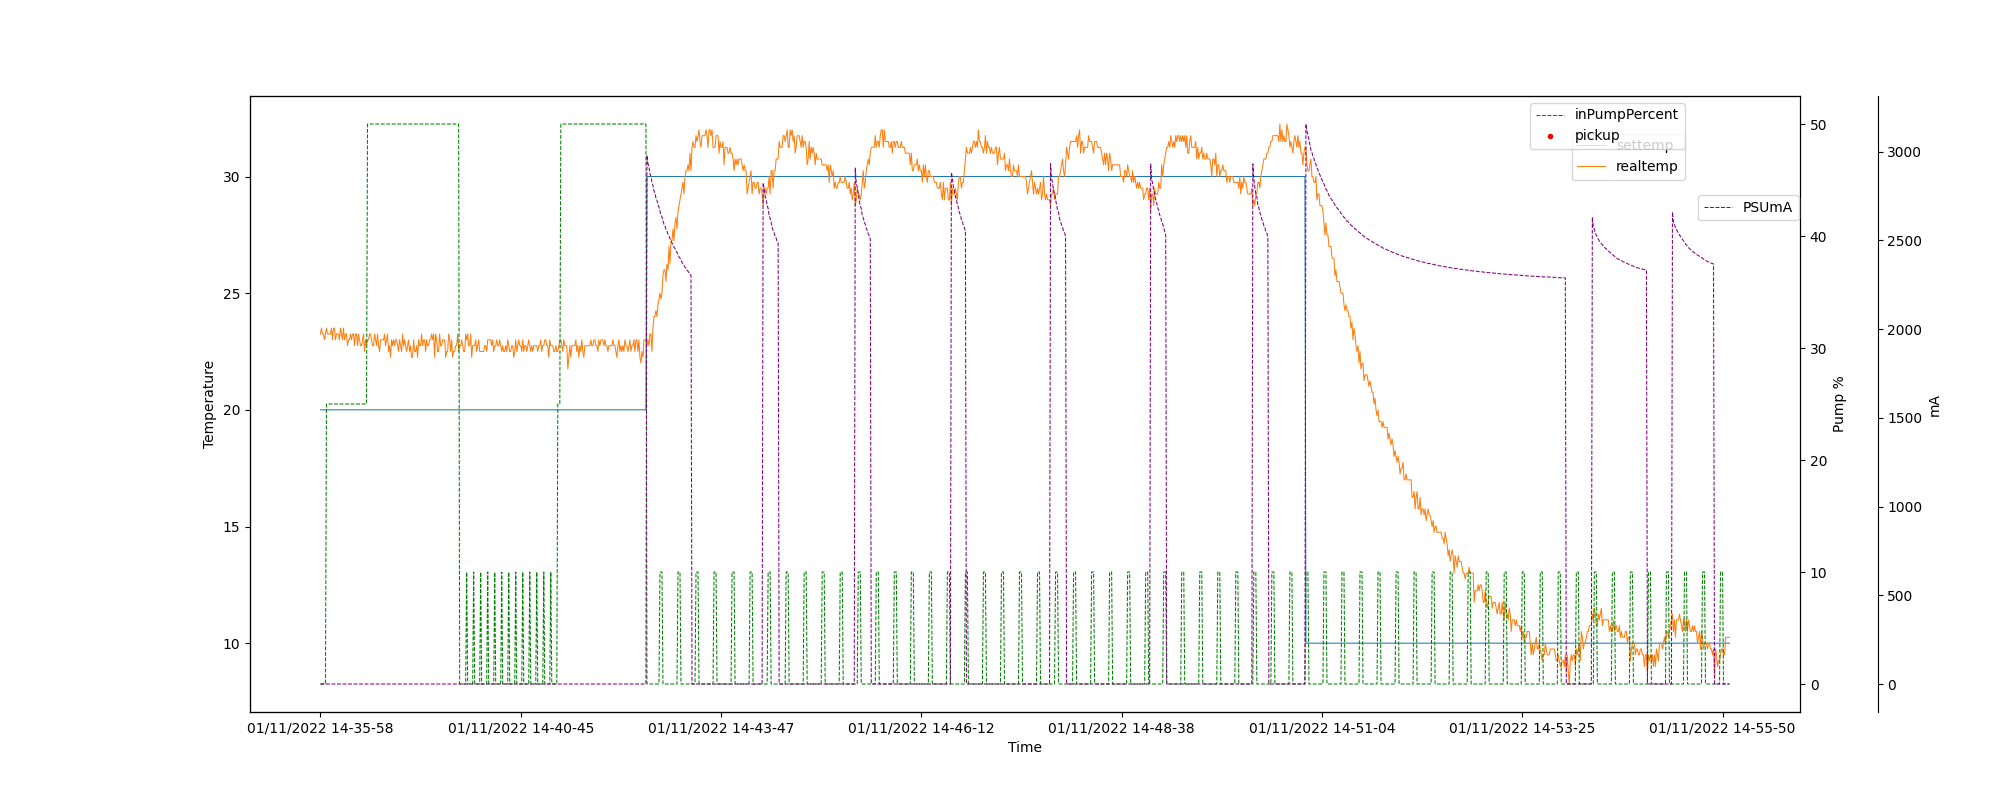 inPumpPercent
pickup
settemp
realtemp
PSUmA
Temperature
30
25
20
15
10
50
40
30
20
10
0
Pump %
3000
2500
2000
1500
1000
500
0
mA
01/11/2022 14-35-58
01/11/2022 14-40-45
01/11/2022 14-43-47
01/11/2022 14-46-12
01/11/2022 14-48-38
01/11/2022 14-51-04
01/11/2022 14-53-25
01/11/2022 14-55-50
Time